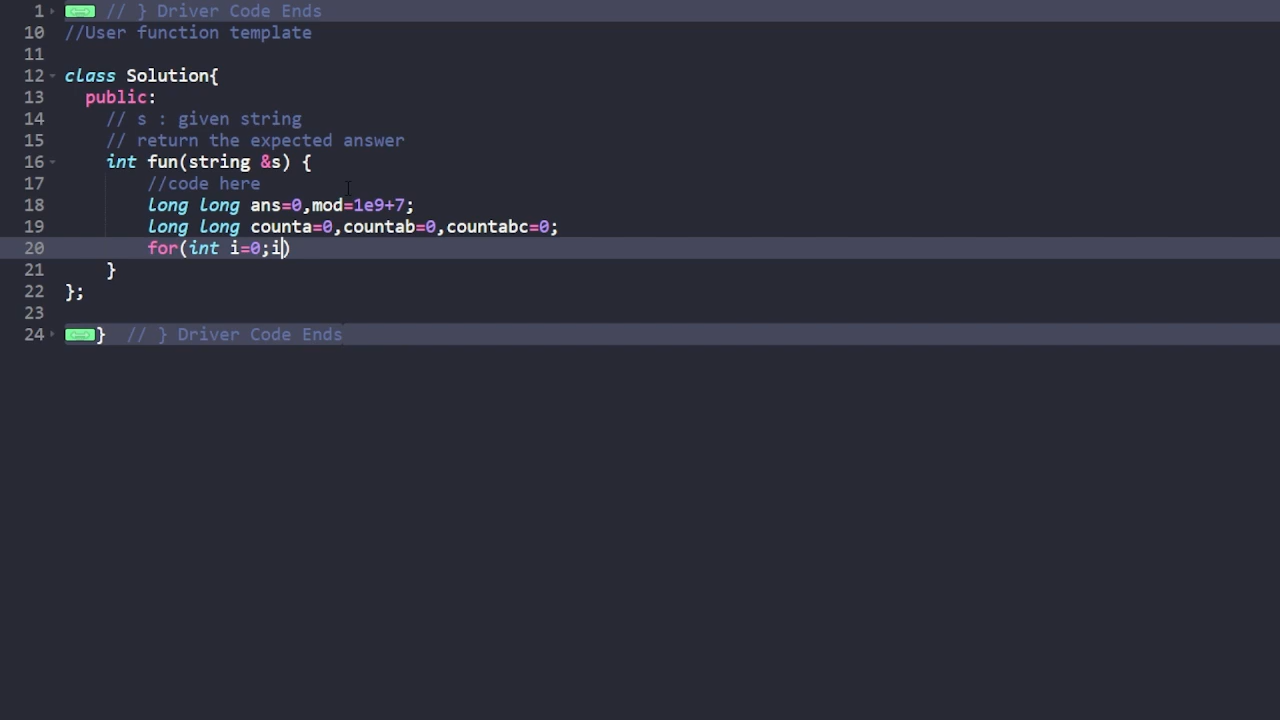 1 // } Driver Code Ends
10 //User function template
11
12 class Solution{
13 public:
14 // s : given string
15 // return the expected answer
16 int fun(string &s) {
17 //code here
18 long long ans=0,mod=1e9+7;
19 long long counta=0,countab=0,countabc=0;
20 for(int i=0;i)
21 }
22 };
23
24 } // } Driver Code Ends